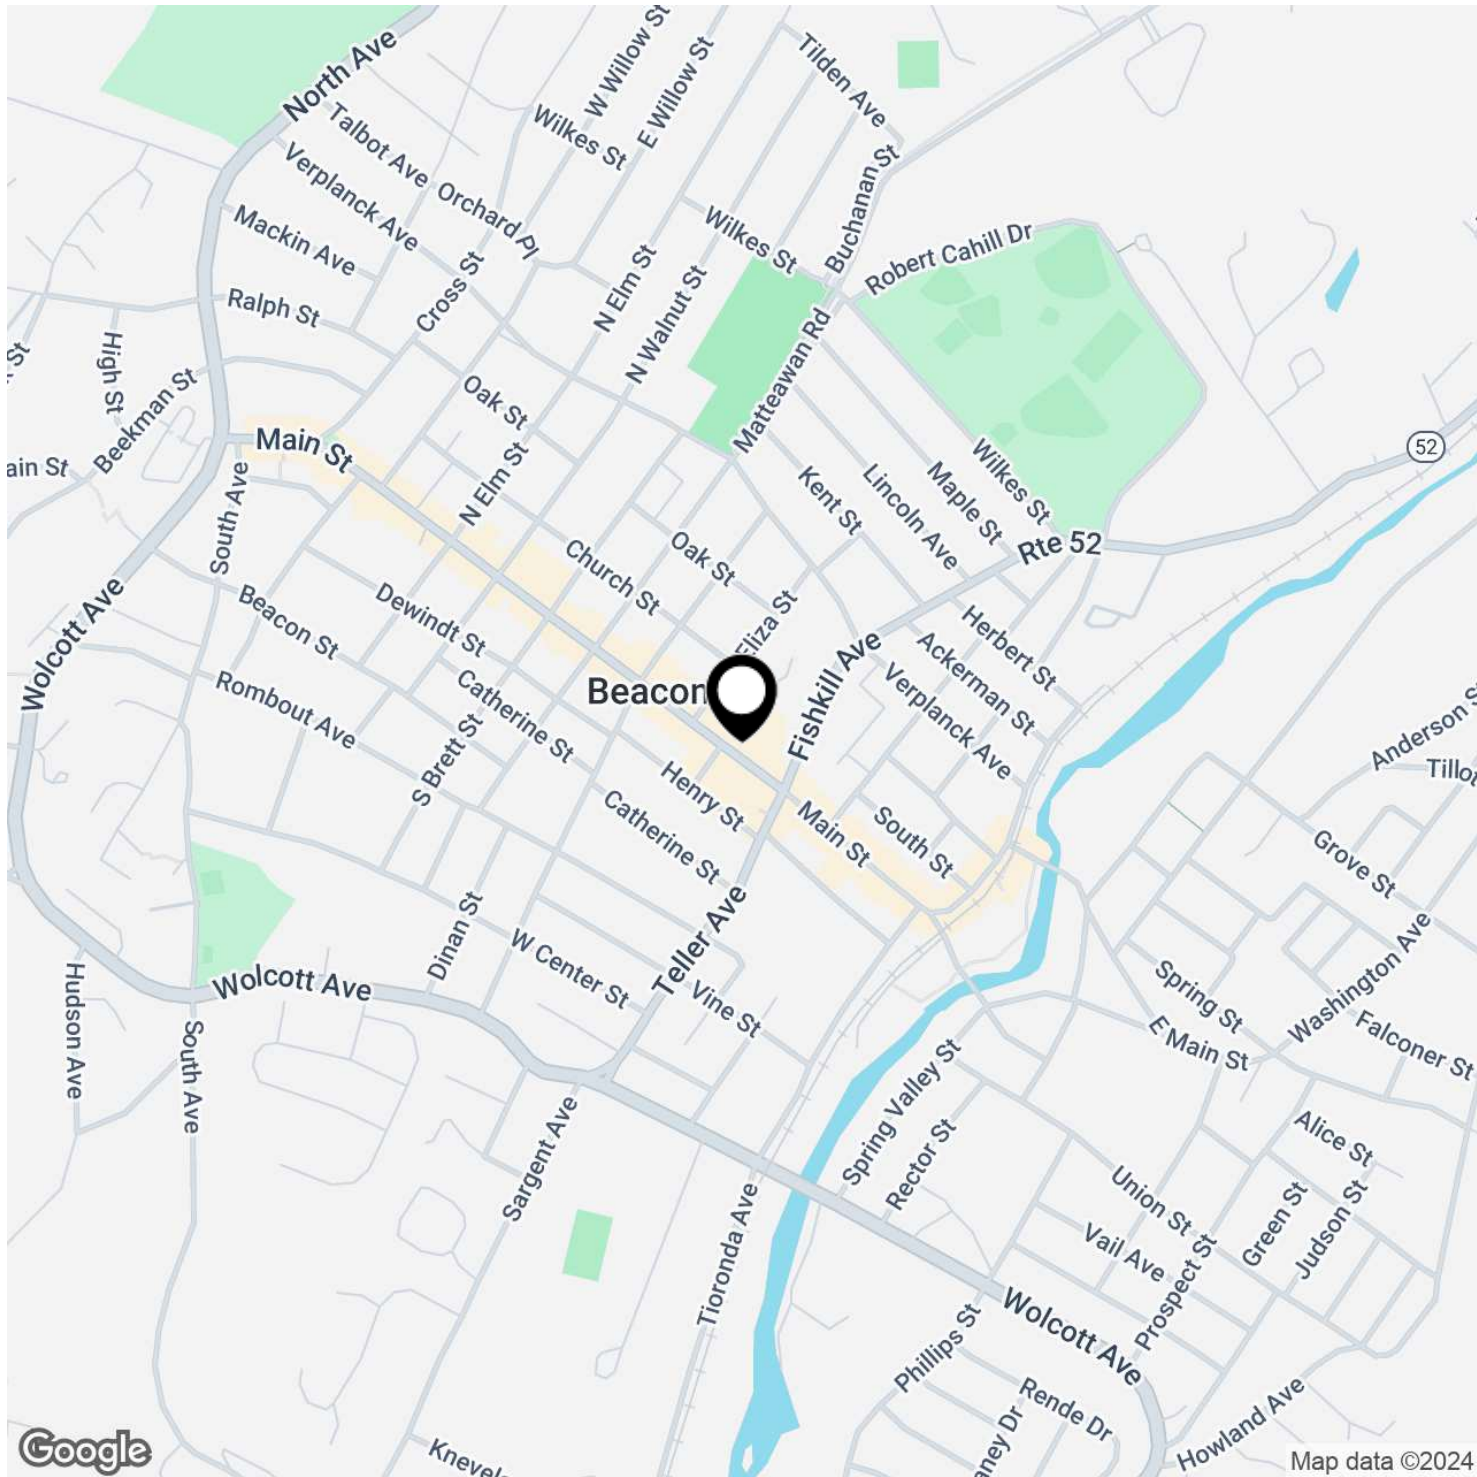 North Ave
W Willow St
E Willow St
Tilden Ave
Wilkes St
Talbot Ave
Verplanck Ave
Orchard Pl
Mackin Ave
Wilkes St
Buchanan St
Robert Cahill Dr
Cross St
N Elm St
N Walnut St
Ralph St
High St
St
Beekman St
Matteawan Rd
Oak St
Main St
ain St
South Ave
N Elm St
Kent St
Lincoln Ave
Maple St
Wilkes St
52
Rte 52
Oak St
Church St
Wolcott Ave
Beacon St
Dewindt St
Eliza St
Herbert St
Ackerman St
Fishkill Ave
Verplanck Ave
Rombout Ave
Catherine St
Beacon
Anderson S
Tillot
S Brett St
Henry St
Main St
South St
Catherine St
Grove St
Teller Ave
Dinan St
W Center St
Vine St
Wolcott Ave
Hudson Ave
South Ave
Spring St
Washington Ave
E Main St
Falconer St
Spring Valley St
Rector St
Sargent Ave
Alice St
Union St
Green St
Judson St
Vail Ave
Prospect St
Tioronda Ave
Wolcott Ave
Phillips St
Rende Dr
aney Dr
Howland Ave
Knevel
Google
Map data ©2024